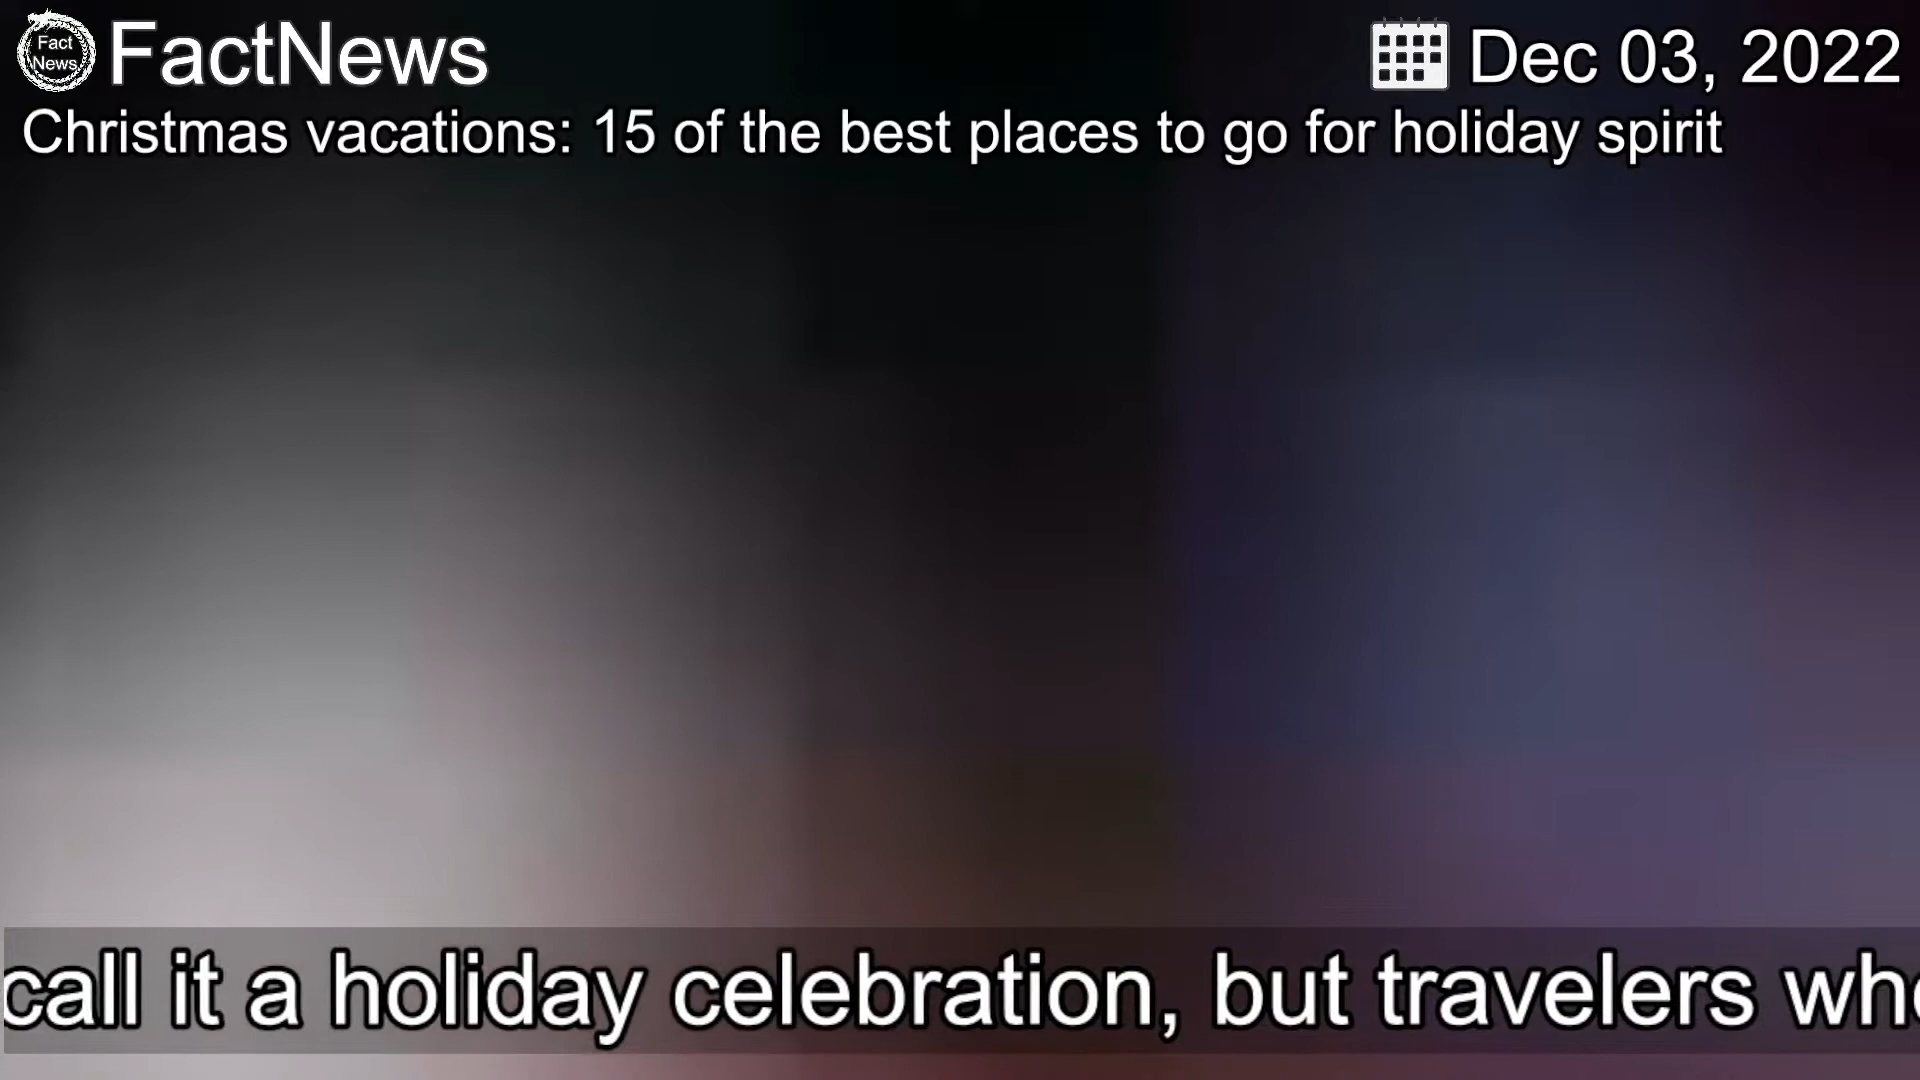 Fact
News
FactNews
Dec 03, 2022
Christmas vacations: 15 of the best places to go for holiday spirit
call it a holiday celebration, but travelers